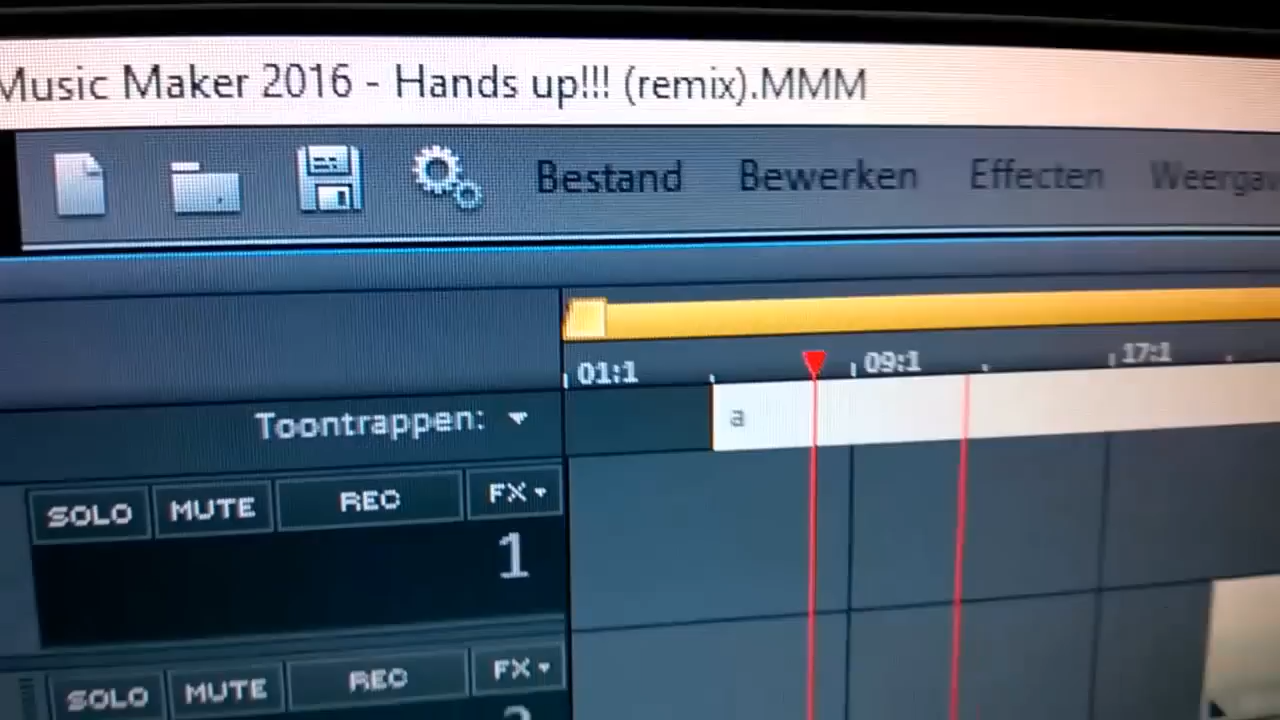 Music Maker 2016 - Hands up!!! (remix).MMM
Bestand Bewerken Effecten
01:1 09:1 17:1
Toontrappen: a
SOLO MUTE REC FX
1
SOLO MUTE REC FX